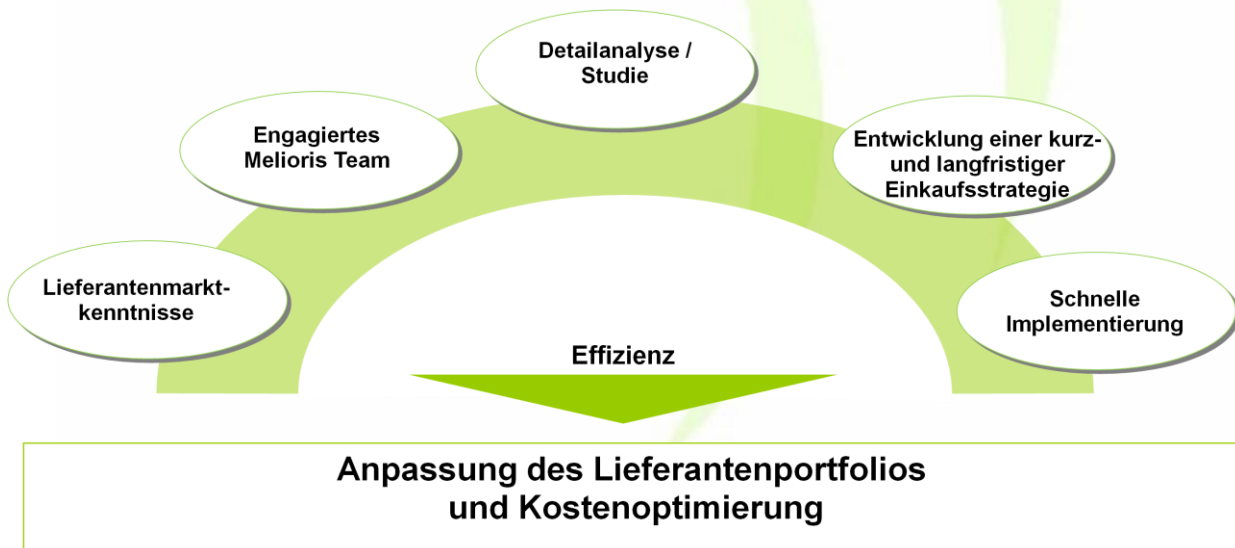 Lieferantenmarkt-
kenntnisse
Engagiertes
Melioris Team
Detailanalyse /
Studie
Entwicklung einer kurz-
und langfristiger
Einkaufsstrategie
Schnelle
Implementierung
Effizienz
Anpassung des Lieferantenportfolios
und Kostenoptimierung